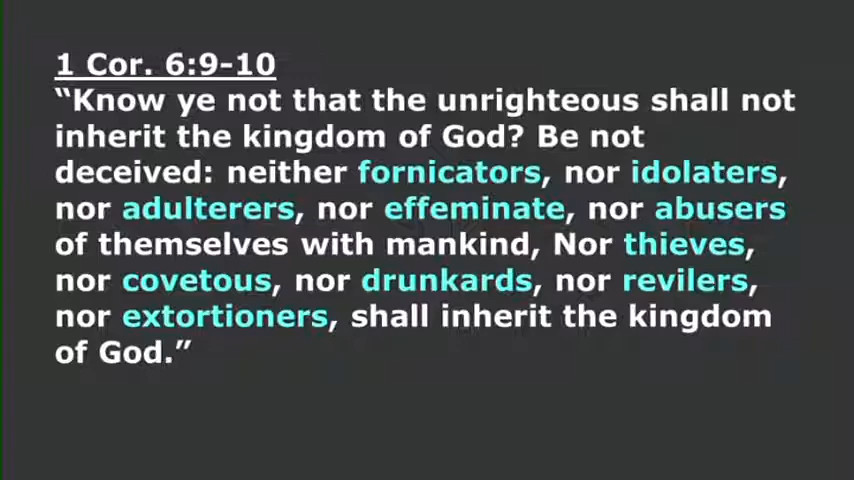 1 Cor. 6:9-10
“Know ye not that the unrighteous shall not
inherit the kingdom of God? Be not
deceived: neither fornicators, nor idolaters,
nor adulterers, nor effeminate, nor abusers
of themselves with mankind, Nor thieves,
nor covetous, nor drunkards, nor revilers,
nor extortioners, shall inherit the kingdom
of God.”